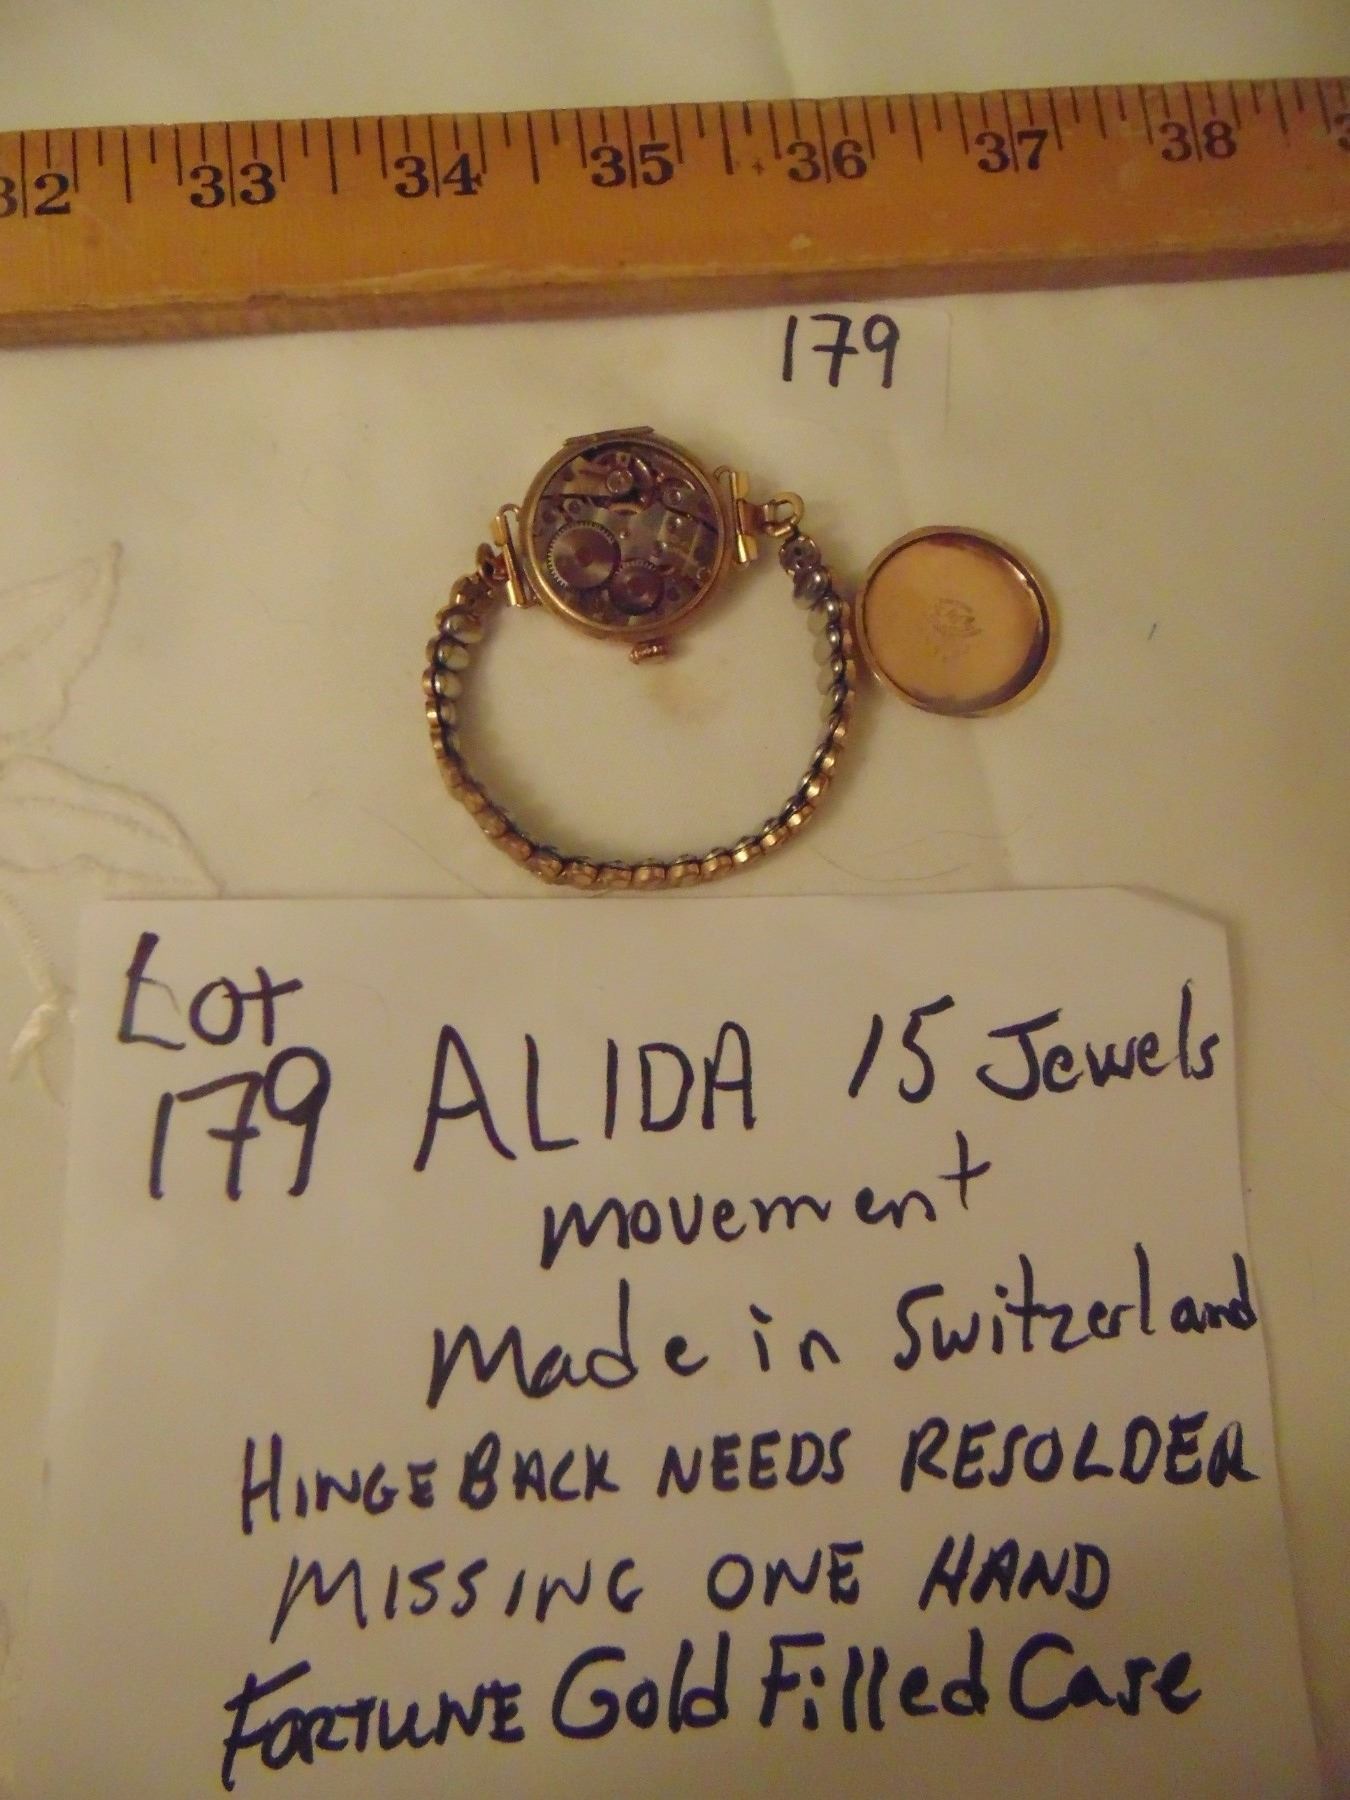 32 33 34 35 36 37 38
179
Lot
179
ALIDA 15 Jewels
movement
Made in Switzerland
HINGE BACK NEEDS RESOLDER
MISSING ONE HAND
FORTUNE Gold Filled Case